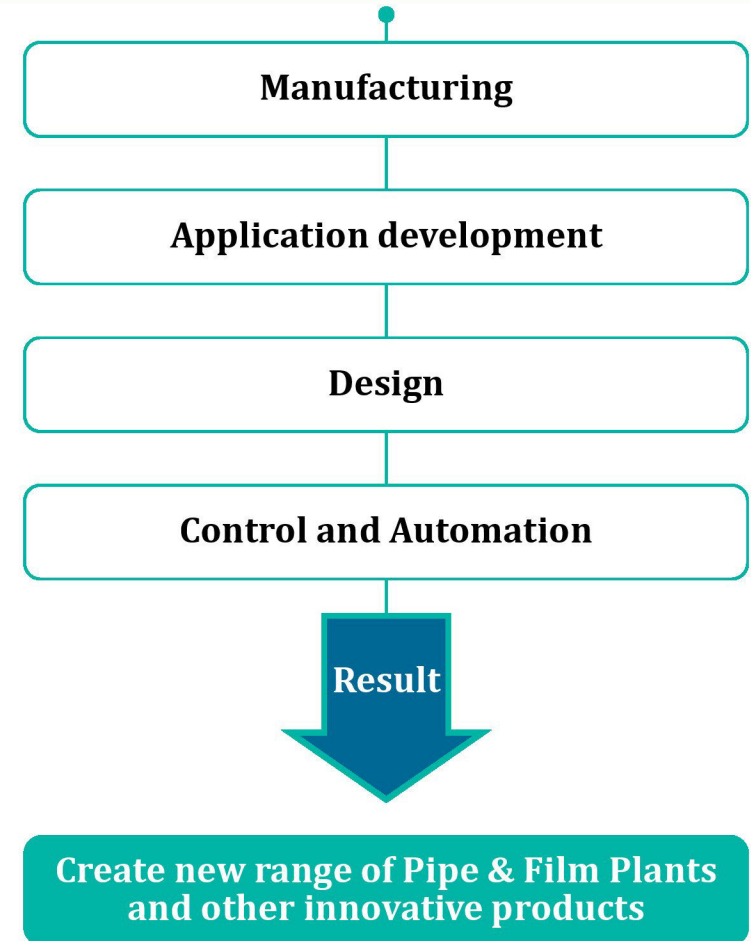 Manufacturing
Application development
Design
Control and Automation
Result
Create new range of Pipe & Film Plants
and other innovative products